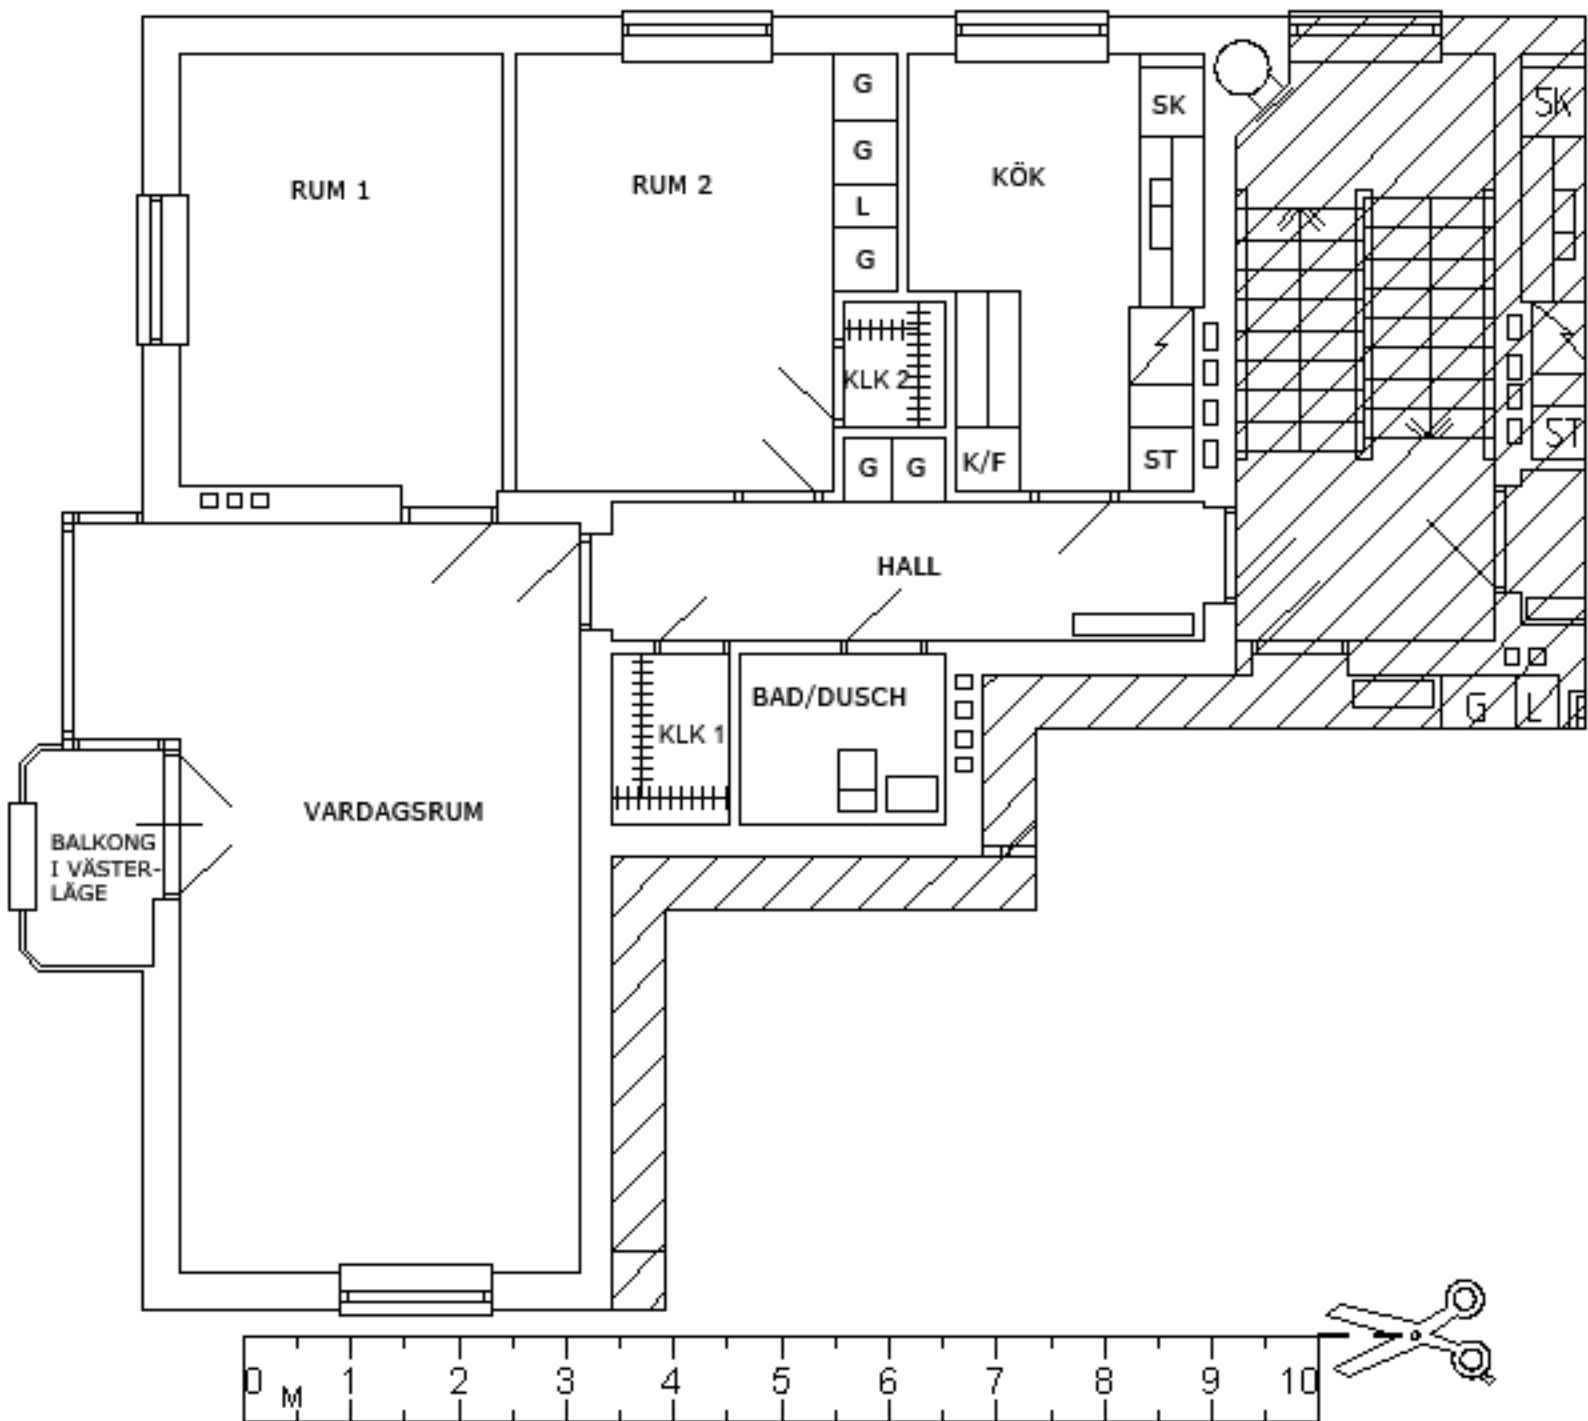 G
SK
SK
G
RUM 1
RUM 2
KÖK
L
G
KLK 2
G
G
K/F
ST
ST
HALL
BAD/DUSCH
KLK 1
G
L
VARDAGSRUM
BALKONG
I VÄSTER-
LÄGE
0 M 1 2 3 4 5 6 7 8 9 10